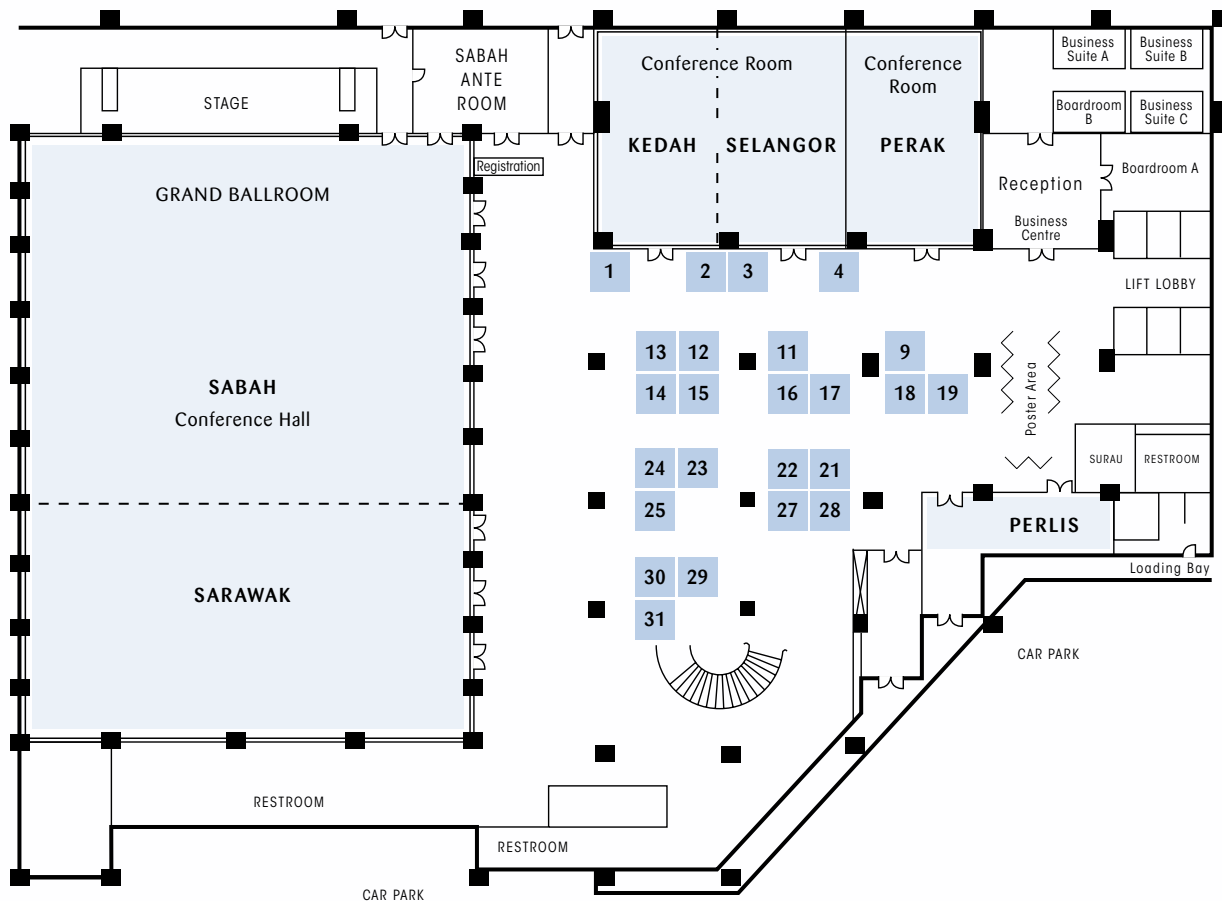 SABAH
ANTE
ROOM
STAGE
Conference Room
Conference
Room
Business
Suite A
Business
Suite B
Boardroom
B
Business
Suite C
KEDAH
SELANGOR
PERAK
Registration
GRAND BALLROOM
Reception
Boardroom A
Business
Centre
1
2
3
4
LIFT LOBBY
13
12
11
9
14
15
16
17
18
19
Poster Area
SABAH
Conference Hall
24
23
22
21
SURAU
RESTROOM
25
27
28
PERLIS
Loading Bay
30
29
SARAWAK
31
CAR PARK
RESTROOM
RESTROOM
CAR PARK